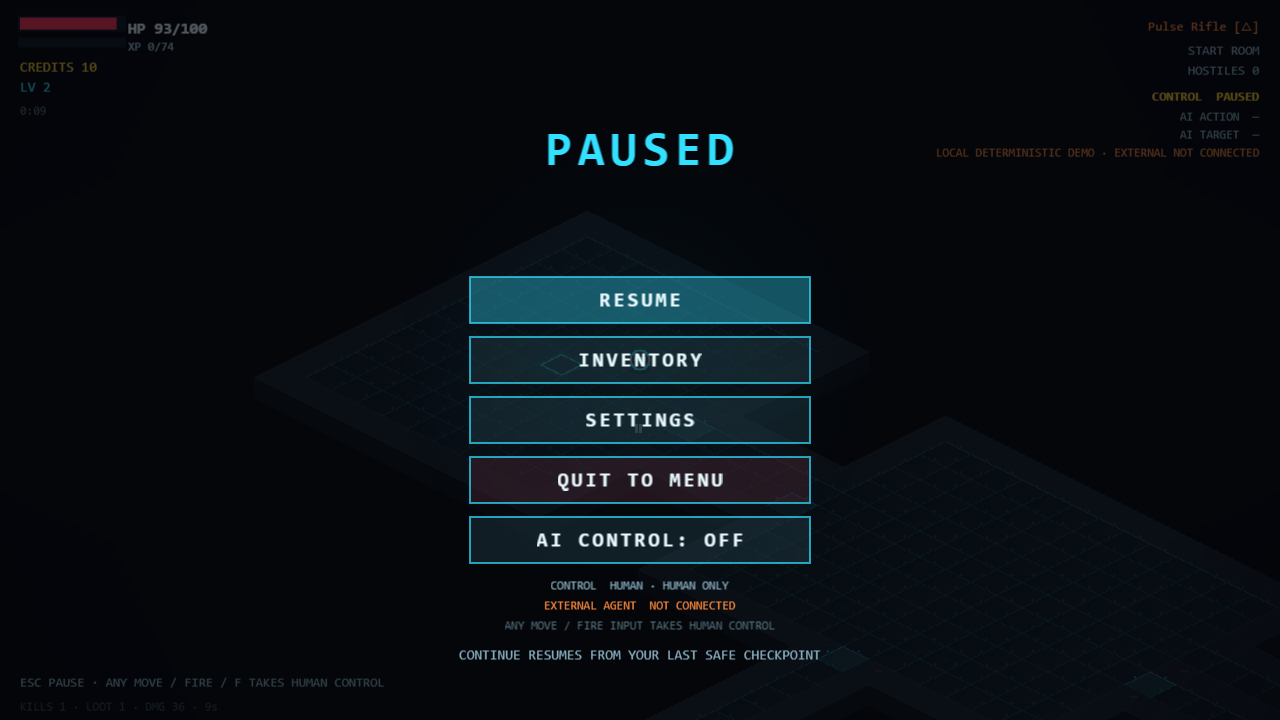 HP 93/100
XP 0/74
CREDITS 10
LV 2
0:09
Pulse Rifle [△]
START ROOM
HOSTILES 0
CONTROL PAUSED
AI ACTION —
AI TARGET —
LOCAL DETERMINISTIC DEMO · EXTERNAL NOT CONNECTED
PAUSED
RESUME
INVENTORY
SETTINGS
QUIT TO MENU
AI CONTROL: OFF
CONTROL HUMAN · HUMAN ONLY
EXTERNAL AGENT NOT CONNECTED
ANY MOVE / FIRE INPUT TAKES HUMAN CONTROL
CONTINUE RESUMES FROM YOUR LAST SAFE CHECKPOINT
ESC PAUSE · ANY MOVE / FIRE / F TAKES HUMAN CONTROL
KILLS 1 · LOOT 1 · DMG 36 · 9s